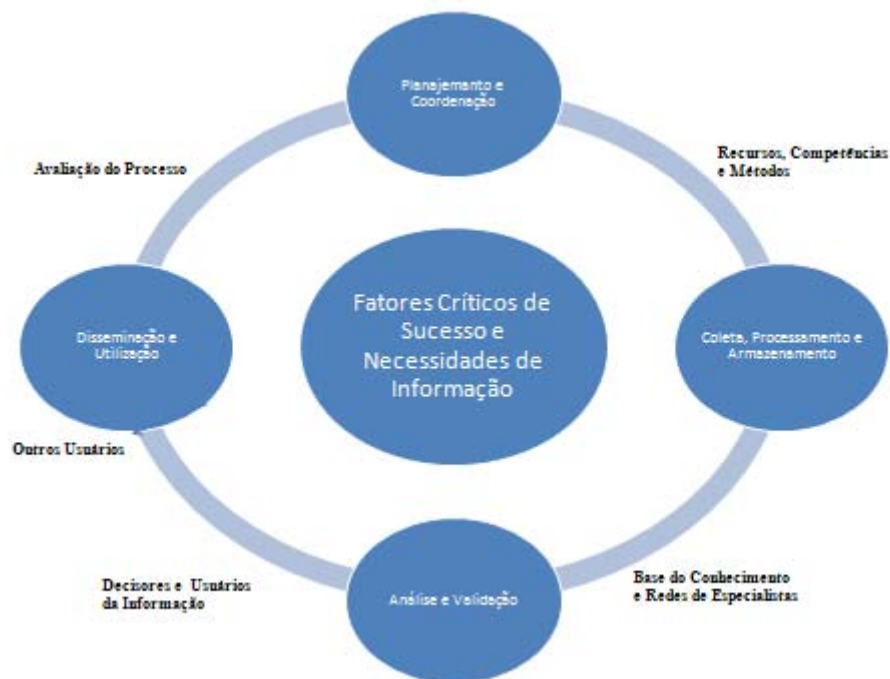 Planajemanto e
Coordenação
Avaliação do Processo
Recursos, Competências
e Métodos
Disseminação e
Utilização
Fatores Críticos de
Sucesso e
Necessidades de
Informação
Coleta, Processamento e
Armazenamento
Outros Usuários
Decisores e Usuários
da Informação
Análise e Validação
Base do Conhecimento
e Redes de Especialistas